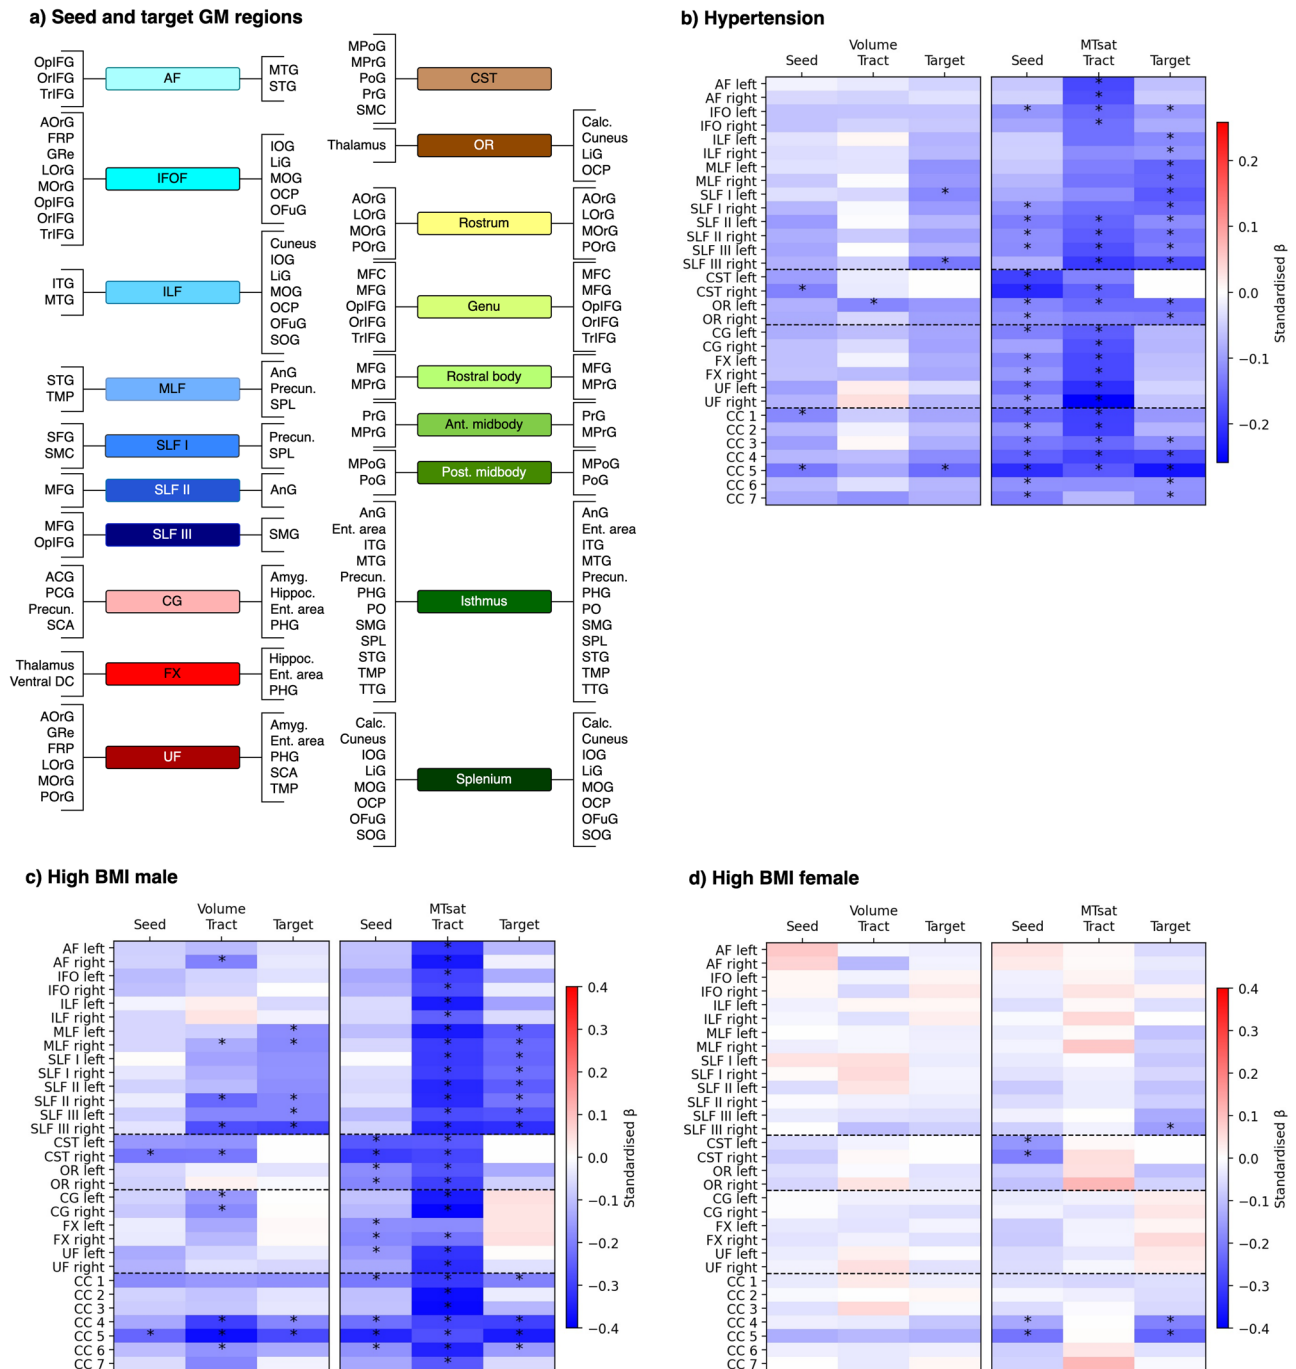 a) Seed and target GM regions
OpIFG
OrIFG
TrIFG
AF
MTG
STG
AOrG
FRP
GRe
LOrG
MOrG
OpIFG
OrIFG
TrIFG
IFOF
IOG
LiG
MOG
OCP
OFuG
ITG
MTG
ILF
Cuneus
IOG
LiG
MOG
OCP
OFuG
SOG
STG
TMP
MLF
AnG
Precun.
SPL
SFG
SMC
SLF I
Precun.
SPL
MFG
SLF II
AnG
MFG
OpIFG
SLF III
SMG
ACG
PCG
Precun.
SCA
CG
Amyg.
Hippoc.
Ent. area
PHG
Thalamus
Ventral DC
FX
Hippoc.
Ent. area
PHG
AOrG
GRe
FRP
LOrG
MOrG
POrG
UF
Amyg.
Ent. area
PHG
SCA
TMP
MPoG
MPrG
PoG
PrG
SMC
CST
Thalamus
OR
Calc.
Cuneus
LiG
OCP
AOrG
LOrG
MOrG
POrG
Rostrum
AOrG
LOrG
MOrG
POrG
MFC
MFG
OpIFG
OrIFG
TrIFG
Genu
MFC
MFG
OpIFG
OrIFG
TrIFG
MFG
MPrG
Rostral body
MFG
MPrG
PrG
MPrG
Ant. midbody
PrG
MPrG
MPoG
PoG
Post. midbody
MPoG
PoG
AnG
Ent. area
ITG
MTG
Precun.
PHG
PO
SMG
SPL
STG
TMP
TTG
Isthmus
AnG
Ent. area
ITG
MTG
Precun.
PHG
PO
SMG
SPL
STG
TMP
TTG
Calc.
Cuneus
IOG
LiG
MOG
OCP
OFuG
SOG
Splenium
Calc.
Cuneus
IOG
LiG
MOG
OCP
OFuG
SOG
b) Hypertension
Volume MTsat
Seed Tract Target Seed Tract Target
AF left * 
AF right *
IFO left * * *
IFO right *
ILF left *
ILF right *
MLF left *
MLF right *
SLF I left * *
SLF I right * *
SLF II left * * *
SLF II right * * *
SLF III left * * *
SLF III right * * *
CST left *
CST right * * *
OR left * * * *
OR right * *
CG left * *
CG right *
FX left * *
FX right * *
UF left * *
UF right * *
CC 1 * * *
CC 2 * *
CC 3 * * *
CC 4 * * *
CC 5 * * * * *
CC 6 * *
CC 7 * *
0.2
0.1
0.0
−0.1
−0.2
Standardised β
c) High BMI male
Volume MTsat
Seed Tract Target Seed Tract Target
AF left *
AF right * *
IFO left *
IFO right *
ILF left *
ILF right *
MLF left * * *
MLF right * * * *
SLF I left * *
SLF I right * *
SLF II left * *
SLF II right * * * *
SLF III left * * *
SLF III right * * * *
CST left * *
CST right * * * *
OR left * *
OR right * *
CG left * *
CG right * *
FX left *
FX right * *
UF left * *
UF right *
CC 1 * * *
CC 2 *
CC 3 *
CC 4 * * * * *
CC 5 * * * * * *
CC 6 * * * *
CC 7 *
0.4
0.3
0.2
0.1
0.0
−0.1
−0.2
−0.3
−0.4
Standardised β
d) High BMI female
Volume MTsat
Seed Tract Target Seed Tract Target
AF left
AF right
IFO left
IFO right
ILF left
ILF right
MLF left
MLF right
SLF I left
SLF I right
SLF II left
SLF II right
SLF III left
SLF III right *
CST left *
CST right *
OR left
OR right
CG left
CG right
FX left
FX right
UF left
UF right
CC 1
CC 2
CC 3
CC 4 * *
CC 5 * *
CC 6
CC 7
0.4
0.3
0.2
0.1
0.0
−0.1
−0.2
−0.3
−0.4
Standardised β